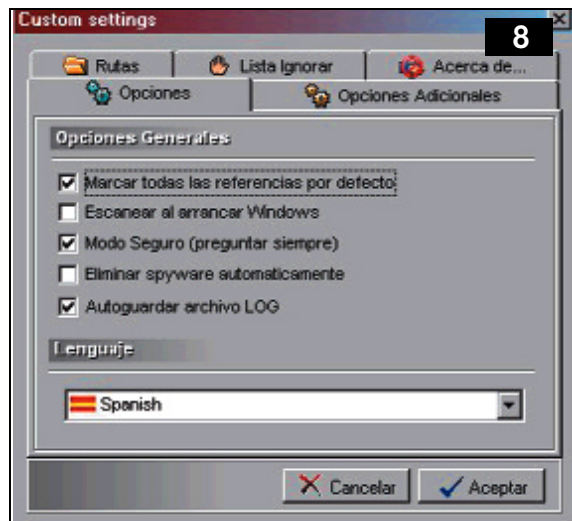 Custom settings
8
Rutas
Lista Ignorar
Acerca de...
Opciones
Opciones Adicionales
Opciones Generales
Marcar todas las referencias por defecto
Escanear al arrancar Windows
Modo Seguro (preguntar siempre)
Eliminar spyware automaticamente
Autoguardar archivo LOG
Lenguaje
Spanish
Cancelar
Aceptar